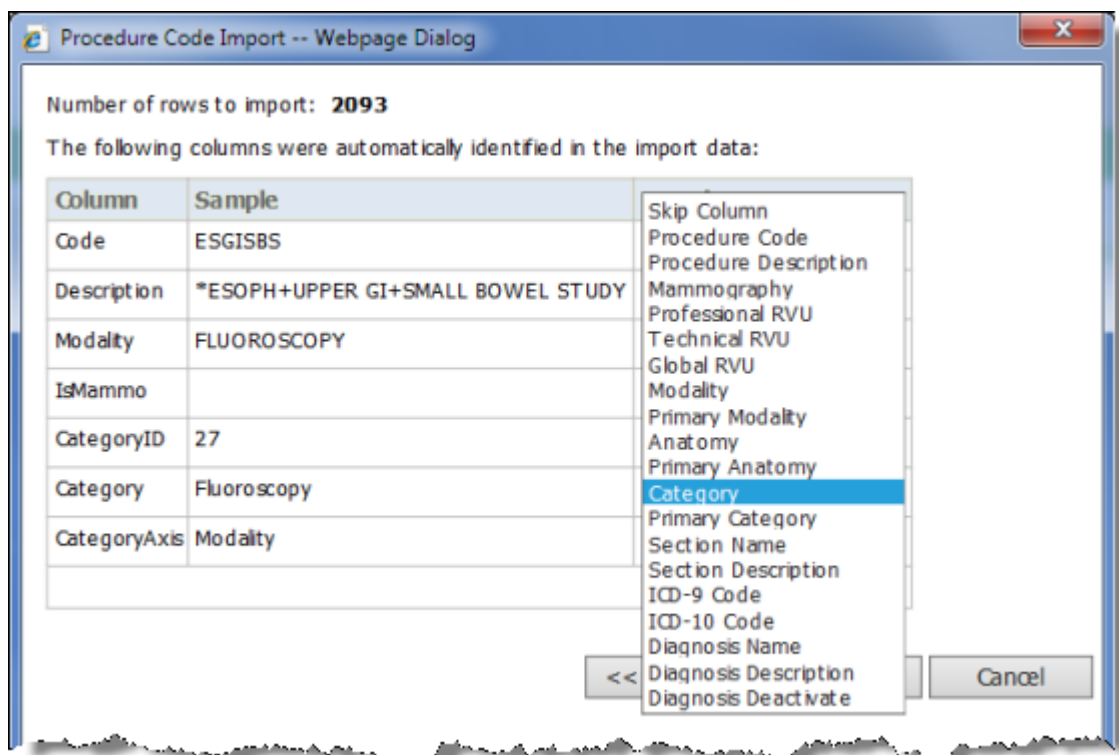 Procedure Code Import -- Webpage Dialog
Number of rows to import: 2093
The following columns were automatically identified in the import data:
Column Sample
Code ESGISBS
Description *ESOPH+UPPER GI+SMALL BOWEL STUDY
Modality FLUOROSCOPY
IsMammo
CategoryID 27
Category Fluoroscopy
CategoryAxis Modality
Skip Column
Procedure Code
Procedure Description
Mammography
Professional RVU
Technical RVU
Global RVU
Modality
Primary Modality
Anatomy
Primary Anatomy
Category
Primary Category
Section Name
Section Description
ICD-9 Code
ICD-10 Code
Diagnosis Name
Diagnosis Description
Diagnosis Deactivate
<<
Cancel